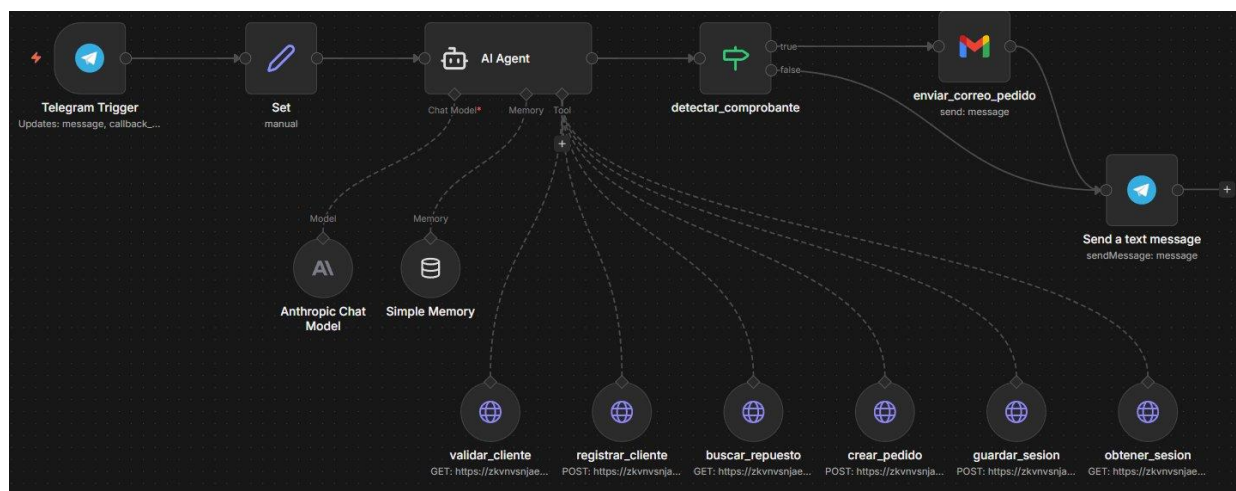 true
false
AI Agent
Telegram Trigger
Updates: message, callback_...
Set
manual
Chat Model*
Memory
Tool
detectar_comprobante
enviar_correo_pedido
send: message
+
Send a text message
sendMessage: message
+
Model
Memory
Anthropic Chat
Model
Simple Memory
validar_cliente
GET: https://zkvnvsnjae...
registrar_cliente
POST: https://zkvnvsnja...
buscar_repuesto
GET: https://zkvnvsnjae...
crear_pedido
POST: https://zkvnvsnja...
guardar_sesion
POST: https://zkvnvsnja...
obtener_sesion
GET: https://zkvnvsnjae...